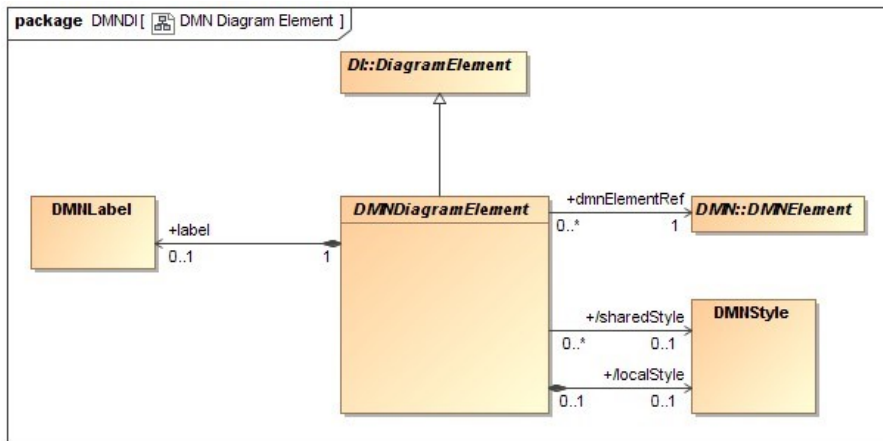 package DMNDI [ DMN Diagram Element ]
DI::DiagramElement
DMNLabel
+label
0..1
1
DMNDiagramElement
+dmnElementRef
0..*
1
DMN::DMNElement
+/sharedStyle
0..*
0..1
DMNStyle
+/localStyle
0..1
0..1